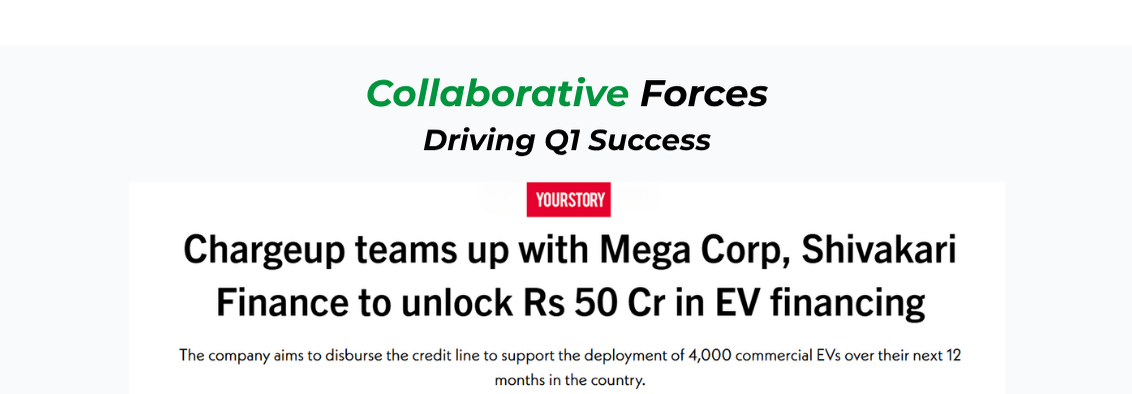 Collaborative Forces
Driving Q1 Success
YOURSTORY
Chargeup teams up with Mega Corp, Shivakari
Finance to unlock Rs 50 Cr in EV financing
The company aims to disburse the credit line to support the deployment of 4,000 commercial EVs over their next 12
months in the country.